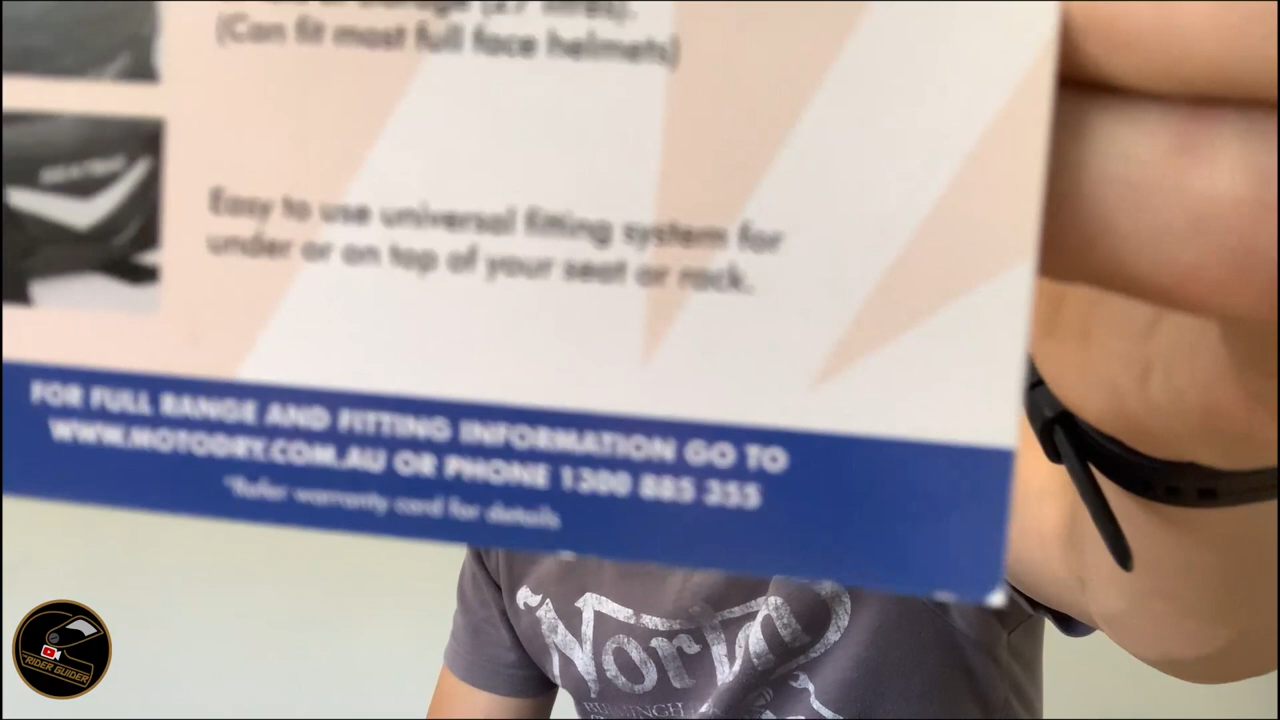 (Can fit most full face helmets)
Easy to use universal fitting system for
under or on top of your seat or rack.
FOR FULL RANGE AND FITTING INFORMATION GO TO
WWW.MOTODRY.COM.AU OR PHONE 1300 885 355
*Refer warranty card for details
RIDER GUIDER